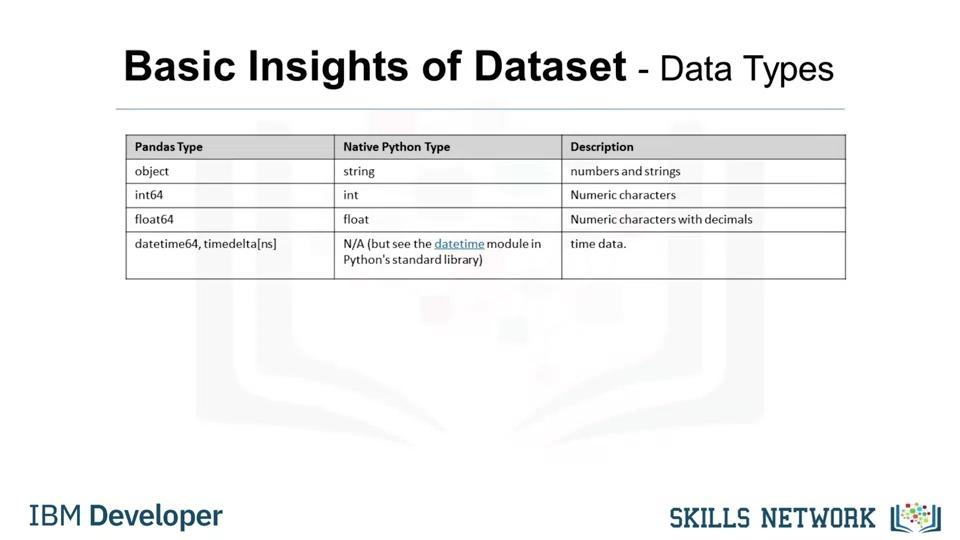 Basic Insights of Dataset - Data Types
Pandas Type Native Python Type Description
object string numbers and strings
int64 int Numeric characters
float64 float Numeric characters with decimals
datetime64, timedelta[ns] N/A (but see the datetime module in time data.
Python's standard library)
IBM Developer SKILLS NETWORK